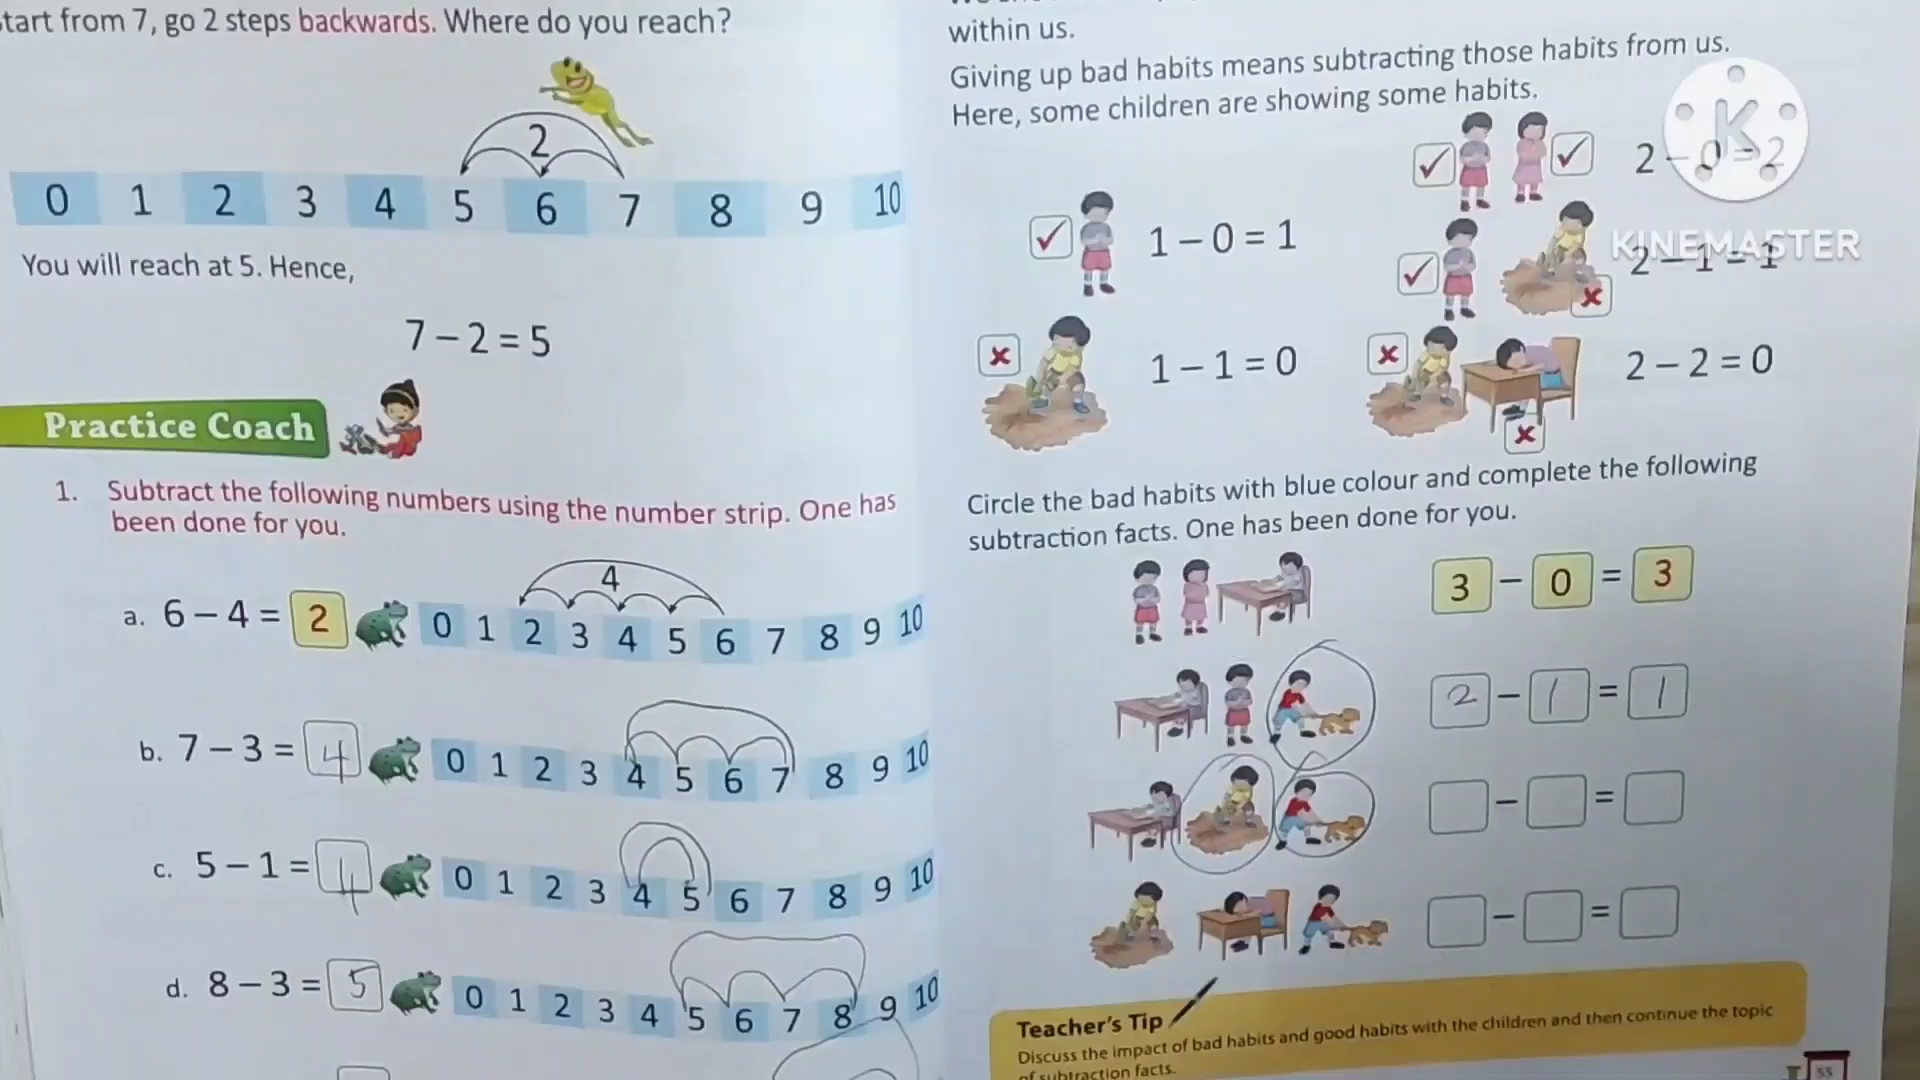 tart from 7, go 2 steps backwards. Where do you reach?
2
0 1 2 3 4 5 6 7 8 9 10
You will reach at 5. Hence,
7 – 2 = 5
Practice Coach
1. Subtract the following numbers using the number strip. One has
been done for you.
4
a. 6 – 4 = 2 0 1 2 3 4 5 6 7 8 9 10
b. 7 – 3 = 4 0 1 2 3 4 5 6 7 8 9 10
c. 5 – 1 = 4 0 1 2 3 4 5 6 7 8 9 10
d. 8 – 3 = 5 0 1 2 3 4 5 6 7 8 9 10
within us.
Giving up bad habits means subtracting those habits from us.
Here, some children are showing some habits.
2 – 0 = 2
1 – 0 = 1
2 – 1 = 1
1 – 1 = 0
2 – 2 = 0
K
KINEMASTER
Circle the bad habits with blue colour and complete the following
subtraction facts. One has been done for you.
3 – 0 = 3
2 – 1 = 1
– =
– =
Teacher's Tip
Discuss the impact of bad habits and good habits with the children and then continue the topic
of subtraction facts.
55